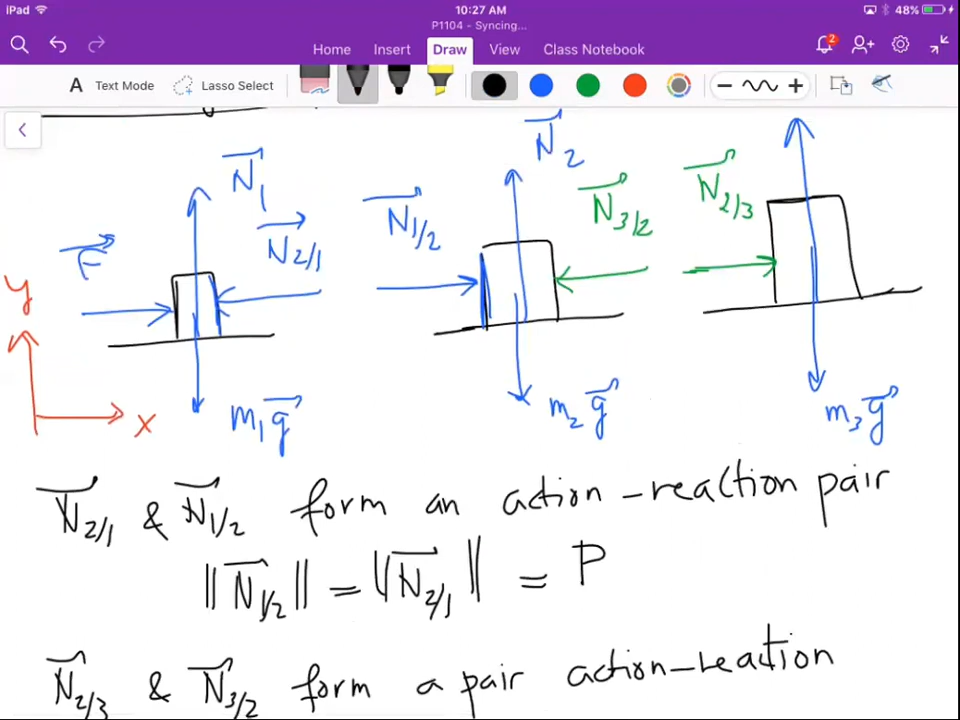 iPad 10:27 AM 48%
P1104 – Syncing...
Home Insert Draw View Class Notebook 2
A Text Mode Lasso Select
N₁ N₂
F N2/1 N1/2 N3/2 N2/3
y
x m₁g m₂g m₃g
N2/1 & N1/2 form an action–reaction pair
||N1/2|| = ||N2/1|| = P
N2/3 & N3/2 form a pair action–reaction